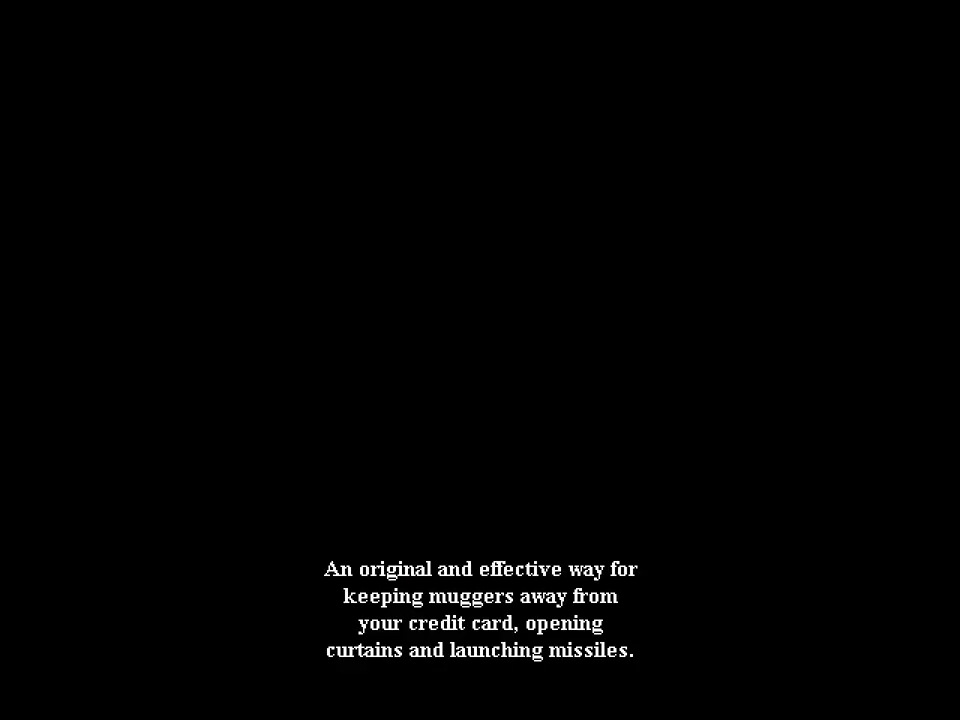 An original and effective way for
keeping muggers away from
your credit card, opening
curtains and launching missiles.